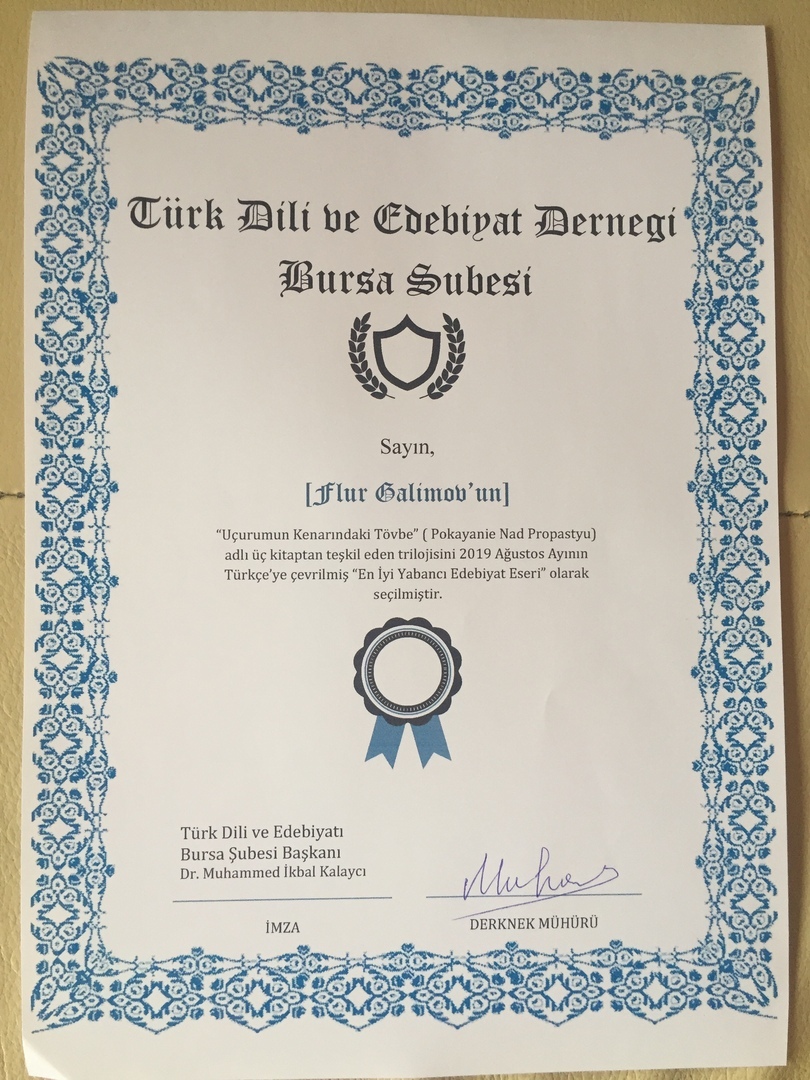 Türk Dili ve Edebiyat Dernegi
Bursa Subesi
Sayın,
[Flur Galimov'un]
“Uçurumun Kenarındaki Tövbe” ( Pokayanie Nad Propastyu)
adlı üç kitaptan teşkil eden trilojisini 2019 Ağustos Ayının
Türkçe'ye çevrilmiş “En İyi Yabancı Edebiyat Eseri” olarak
seçilmiştir.
Türk Dili ve Edebiyatı
Bursa Şubesi Başkanı
Dr. Muhammed İkbal Kalaycı
İMZA
DERKNEK MÜHÜRÜ